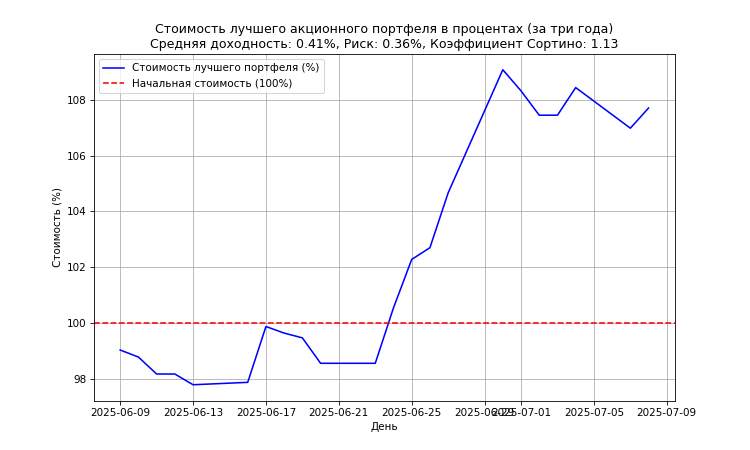 Стоимость лучшего акционного портфеля в процентах (за три года)
Средняя доходность: 0.41%, Риск: 0.36%, Коэффициент Сортино: 1.13
Стоимость лучшего портфеля (%)
Начальная стоимость (100%)
Стоимость (%)
108
106
104
102
100
98
2025-06-09 2025-06-13 2025-06-17 2025-06-21 2025-06-25 2025-06-29 2025-07-01 2025-07-05 2025-07-09
День